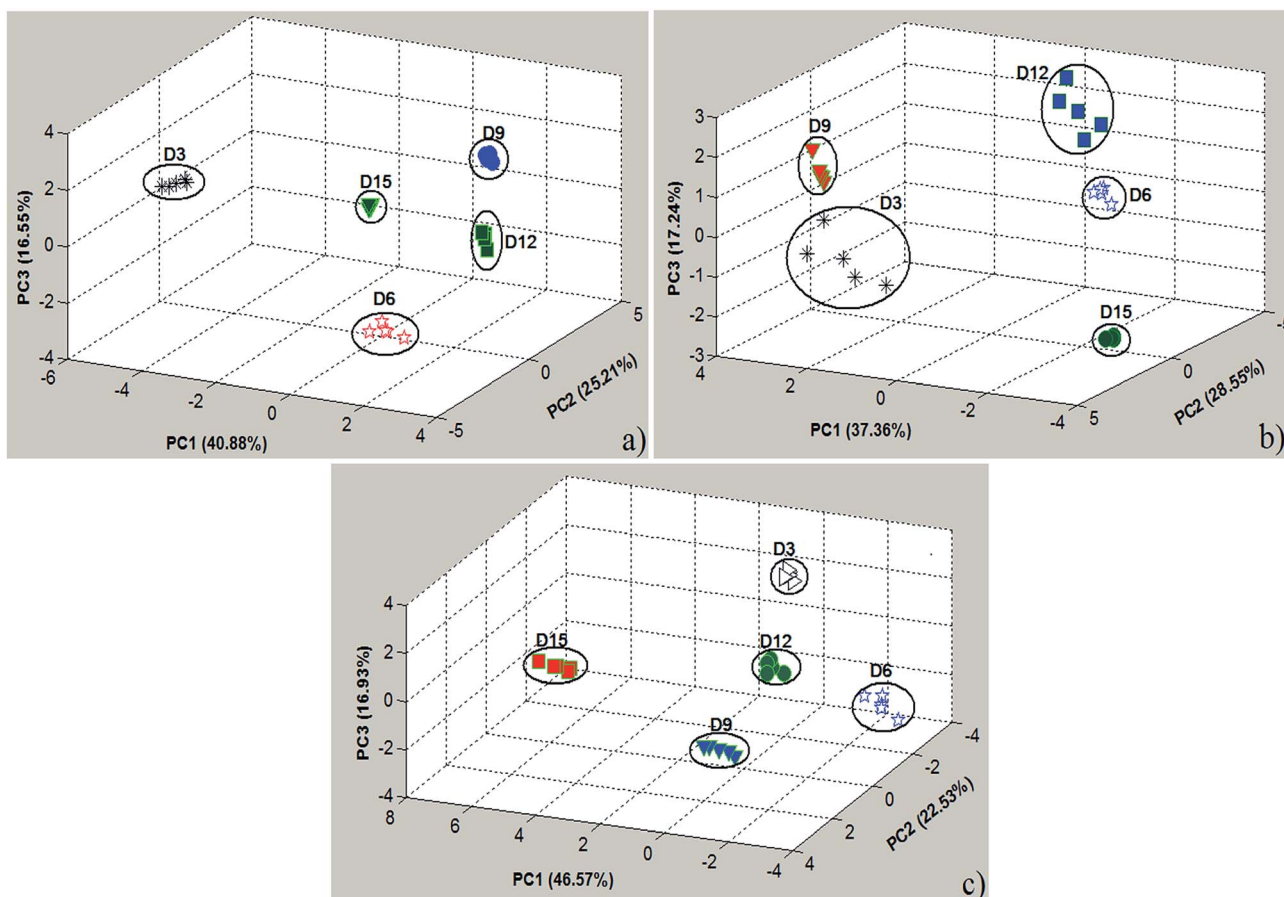 D3
D15
D9
D12
D6
4
2
0
-2
-4
PC3 (16.55%)
-6
-4
-2
0
2
4
PC1 (40.88%)
-5
0
5
PC2 (25.21%)
a)
D12
D9
D6
D3
D15
3
2
1
0
-1
-2
-3
PC3 (17.24%)
4
2
0
-2
-4
PC1 (37.36%)
5
0
PC2 (28.55%)
b)
D3
D15
D12
D6
D9
4
2
0
-2
-4
PC3 (16.93%)
8
6
4
2
0
-2
-4
PC1 (46.57%)
4
2
0
-2
-4
PC2 (22.53%)
c)